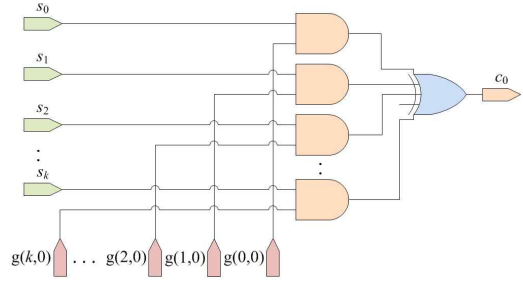 s₀
s₁
c₀
s₂
⋮
sₖ
⋮
g(k,0) . . . g(2,0) g(1,0) g(0,0)